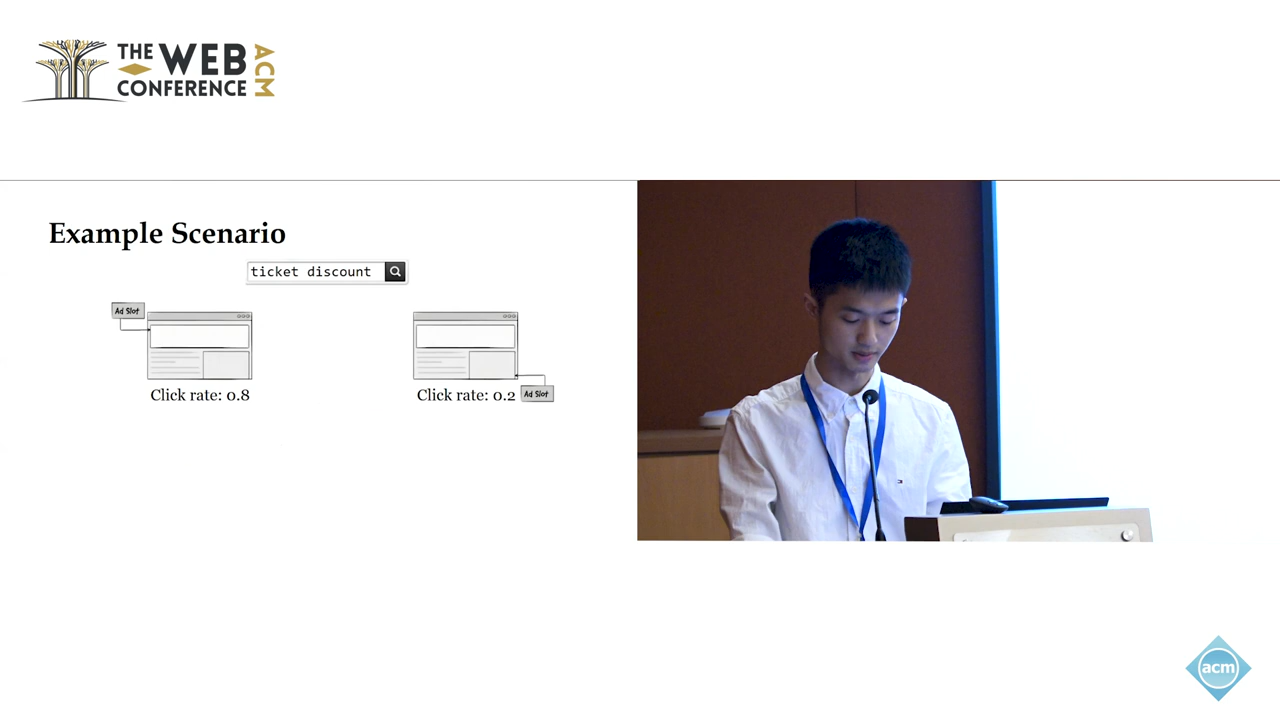 THE WEB
CONFERENCE
ACM
Example Scenario
ticket discount
Ad Slot
Click rate: 0.8
Click rate: 0.2
Ad Slot
acm